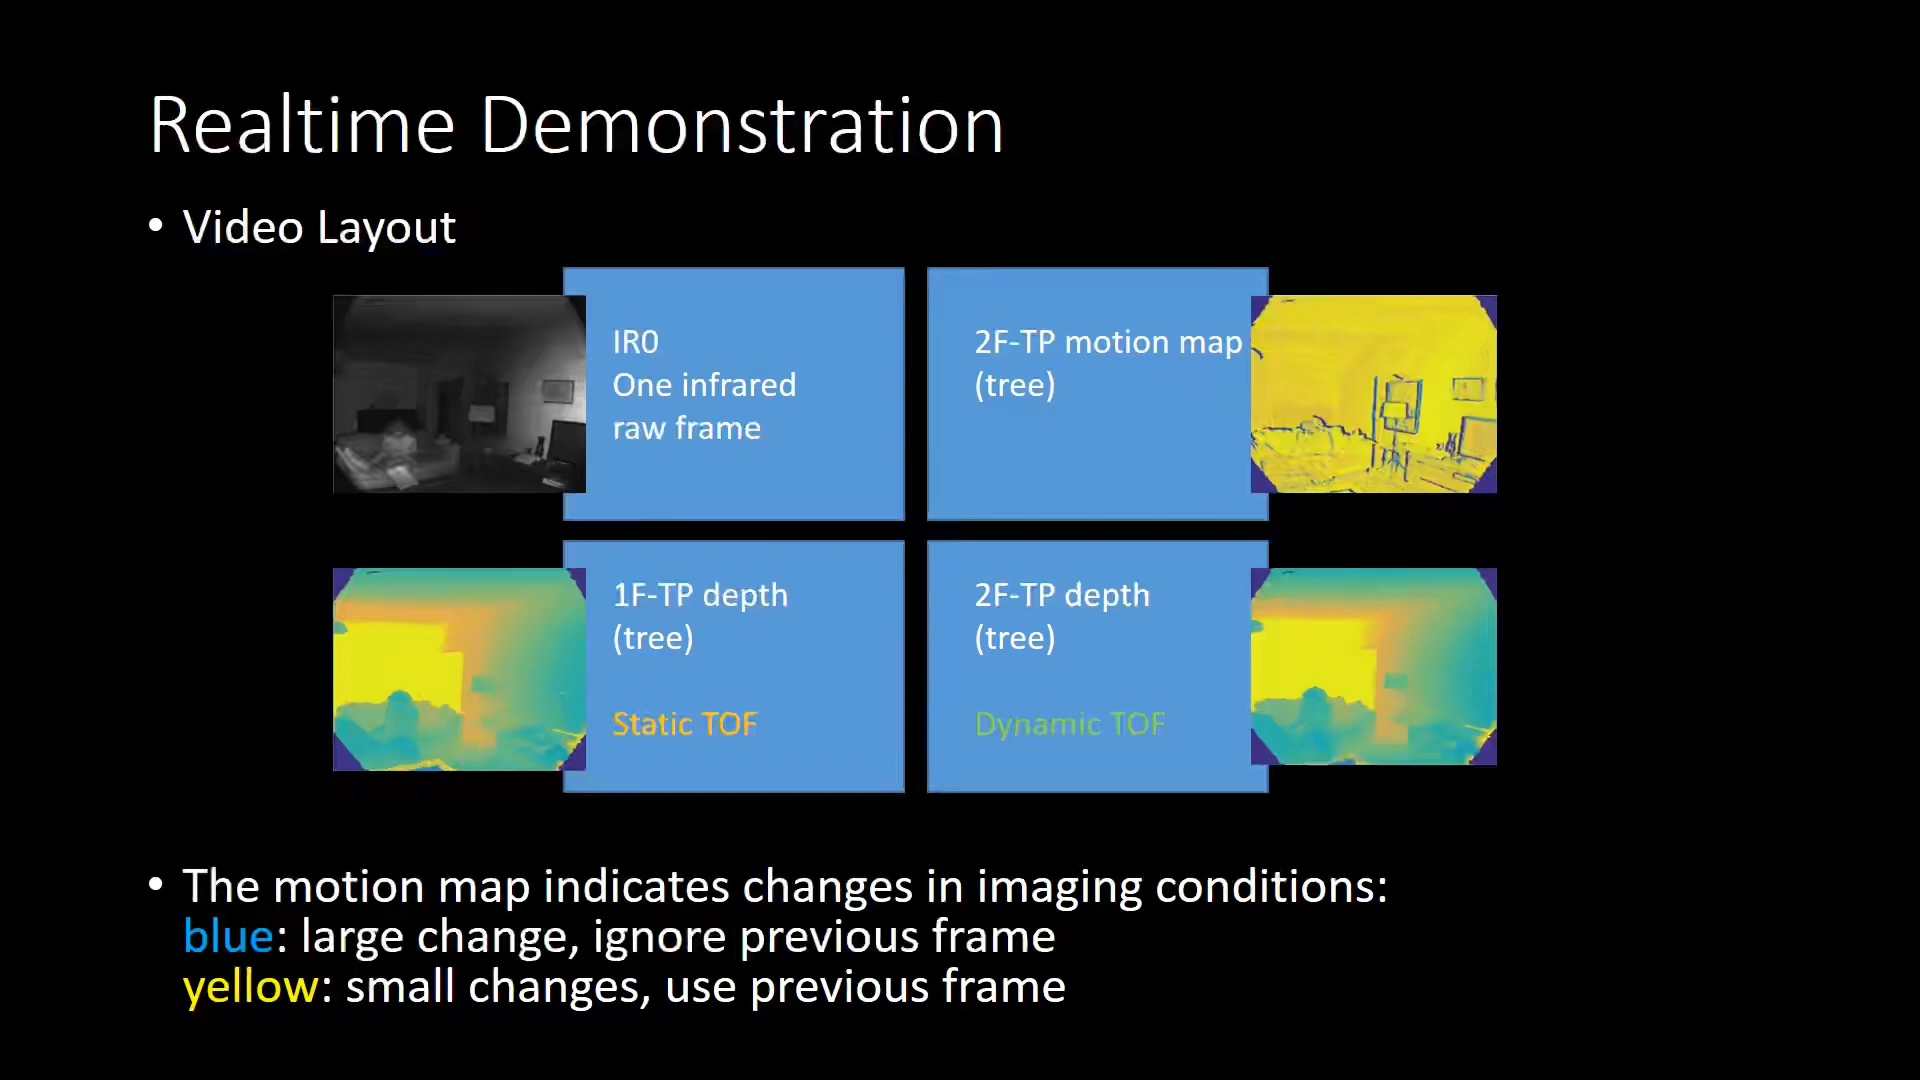 Realtime Demonstration
• Video Layout
IR0
One infrared
raw frame
2F-TP motion map
(tree)
1F-TP depth
(tree)
Static TOF
2F-TP depth
(tree)
Dynamic TOF
• The motion map indicates changes in imaging conditions:
blue: large change, ignore previous frame
yellow: small changes, use previous frame